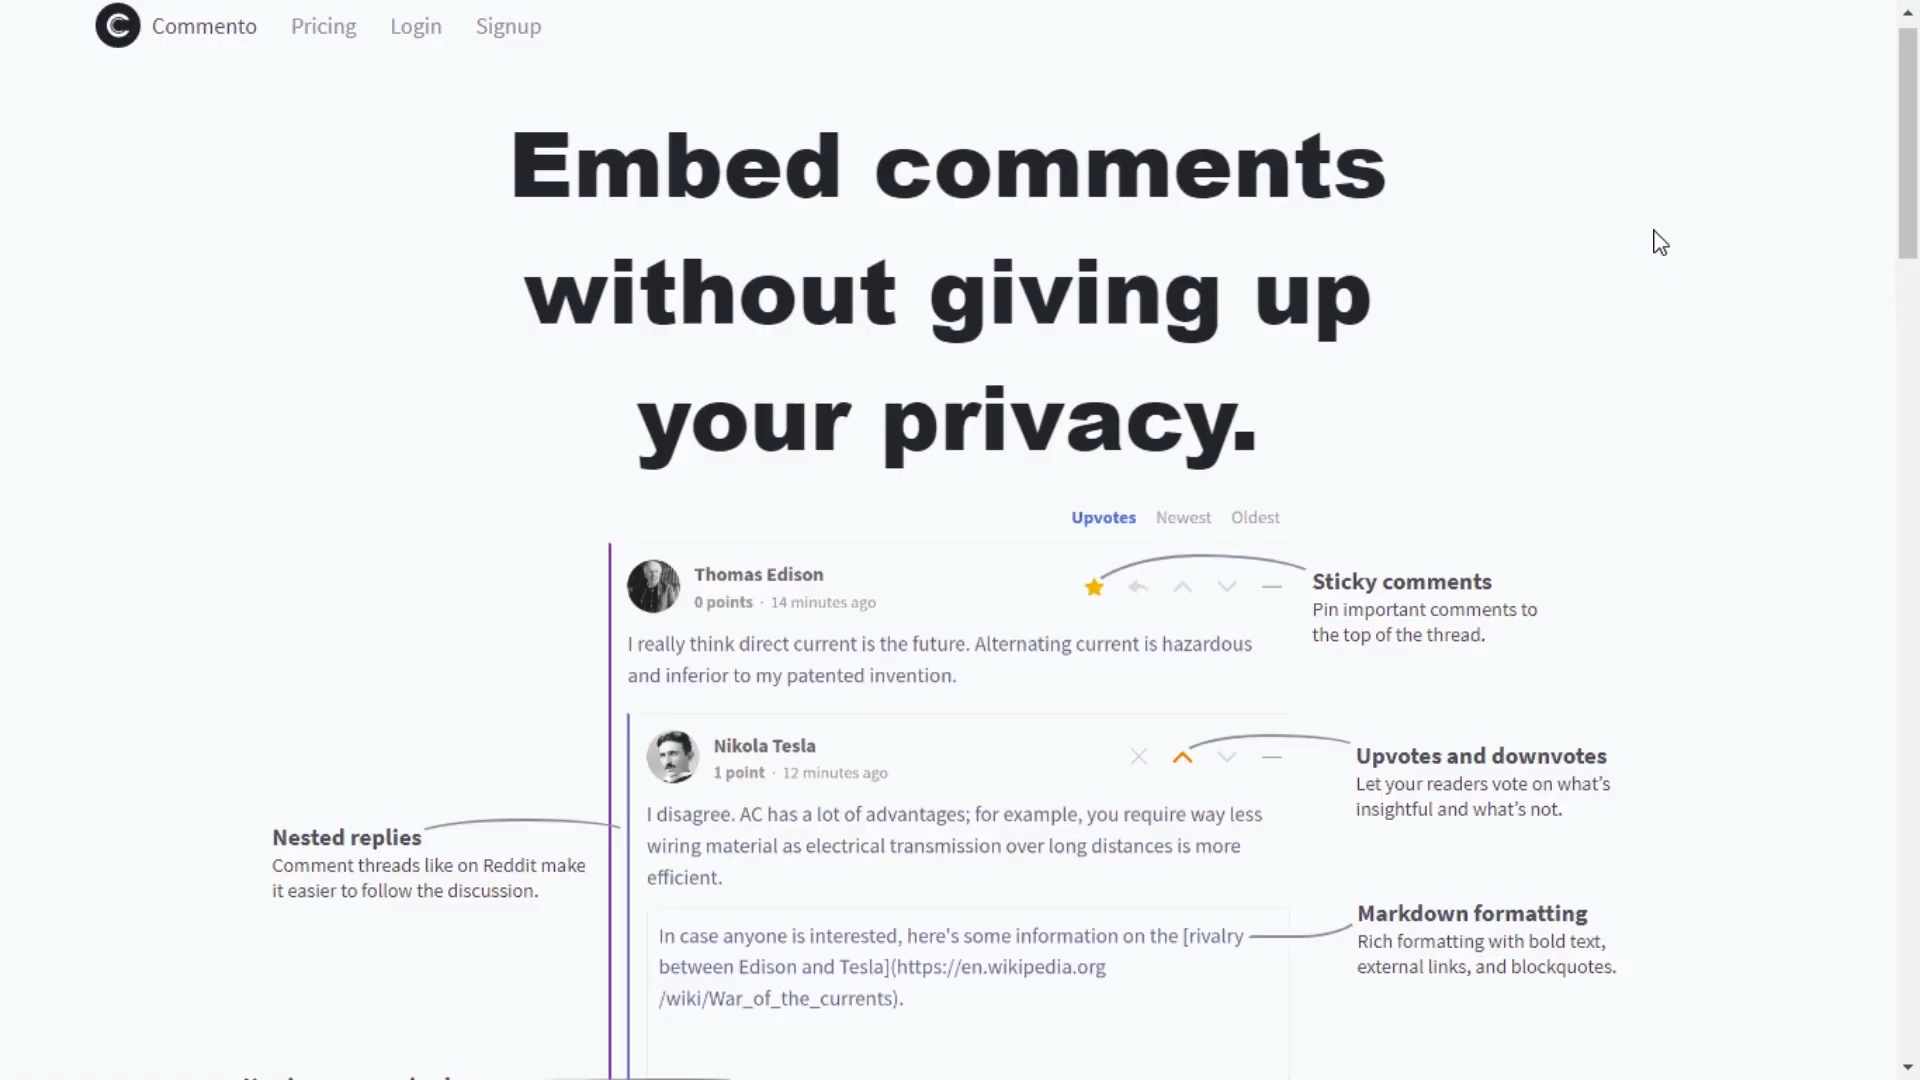 Commento
Pricing
Login
Signup
Embed comments
without giving up
your privacy.
Upvotes
Newest
Oldest
Thomas Edison
0 points · 14 minutes ago
I really think direct current is the future. Alternating current is hazardous
and inferior to my patented invention.
Sticky comments
Pin important comments to
the top of the thread.
Nikola Tesla
1 point · 12 minutes ago
I disagree. AC has a lot of advantages; for example, you require way less
wiring material as electrical transmission over long distances is more
efficient.
Upvotes and downvotes
Let your readers vote on what's
insightful and what's not.
Nested replies
Comment threads like on Reddit make
it easier to follow the discussion.
In case anyone is interested, here's some information on the [rivalry
between Edison and Tesla](https://en.wikipedia.org
/wiki/War_of_the_currents).
Markdown formatting
Rich formatting with bold text,
external links, and blockquotes.